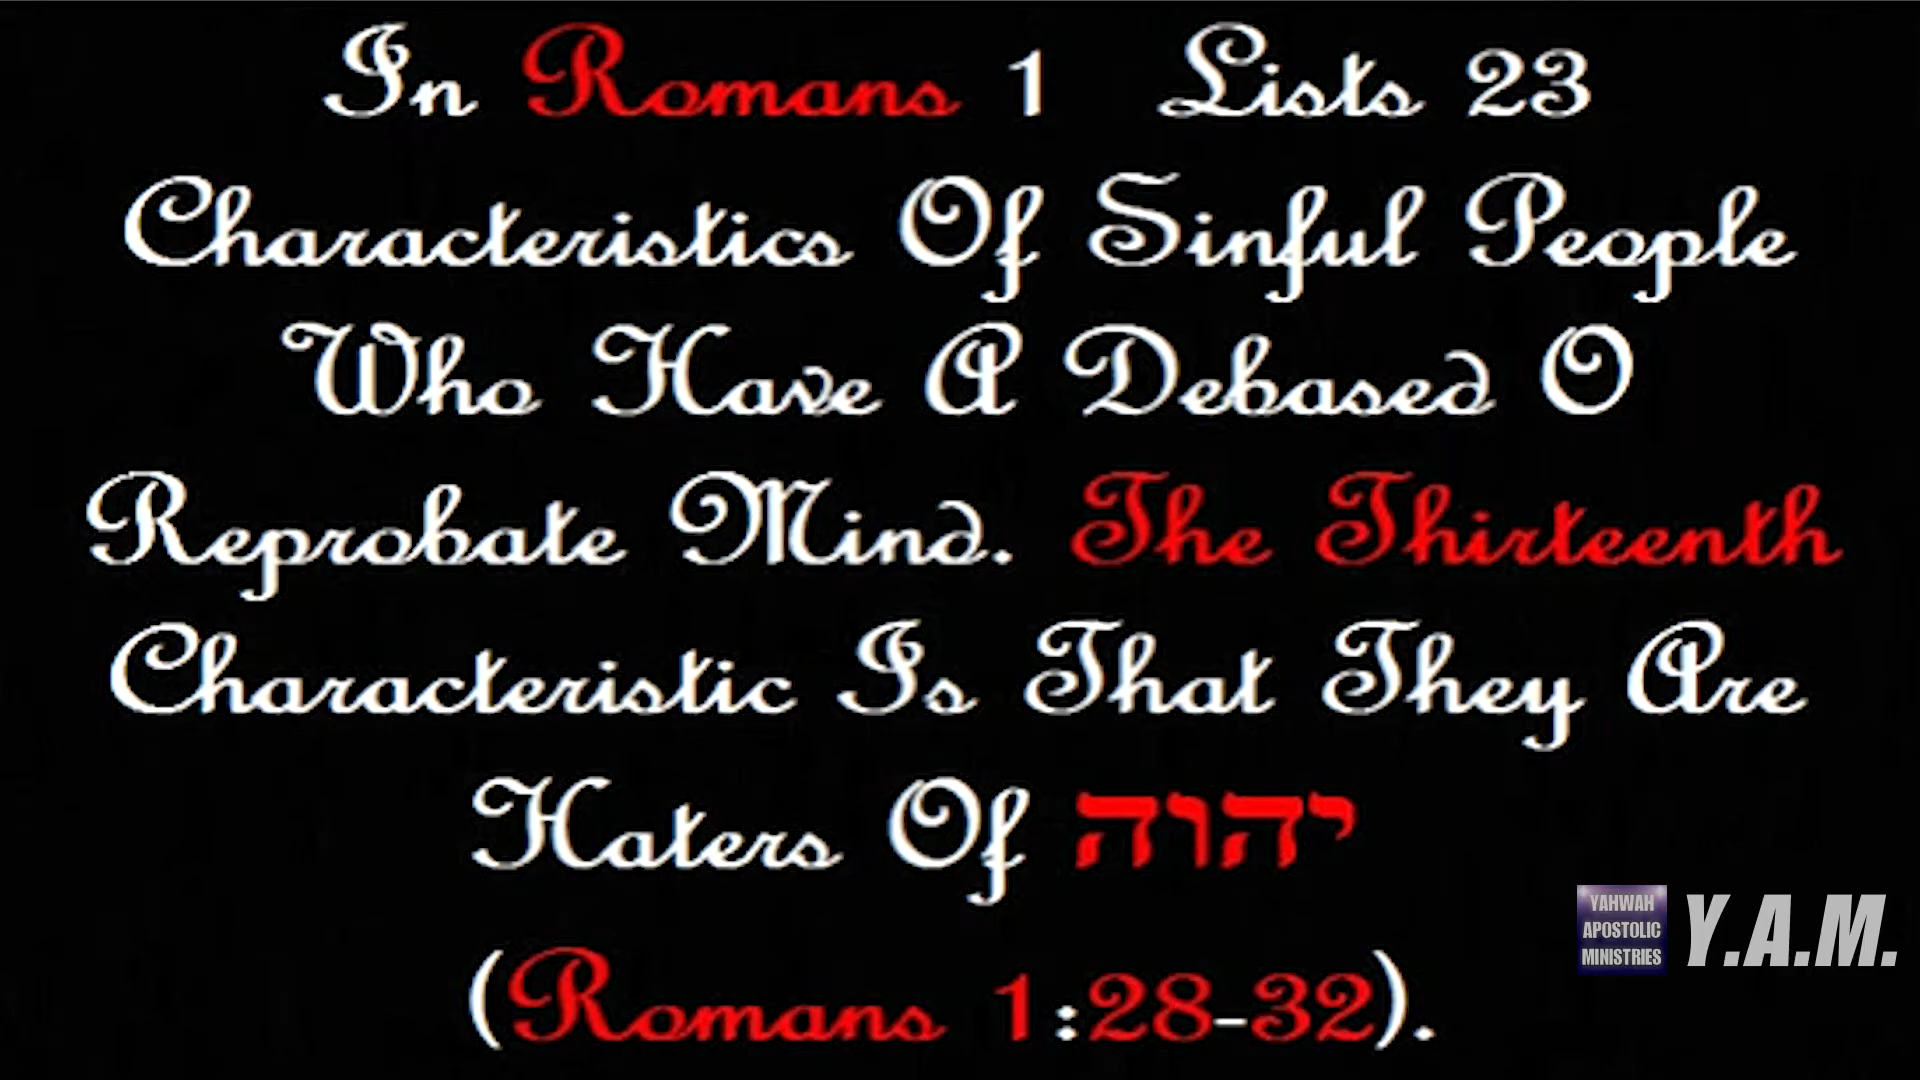 In Romans 1 Lists 23
Characteristics Of Sinful People
Who Have A Debased O
Reprobate Mind. The Thirteenth
Characteristic Is That They Are
Haters Of יהוה
(Romans 1:28-32).
YAHWAH
APOSTOLIC
MINISTRIES
Y.A.M.